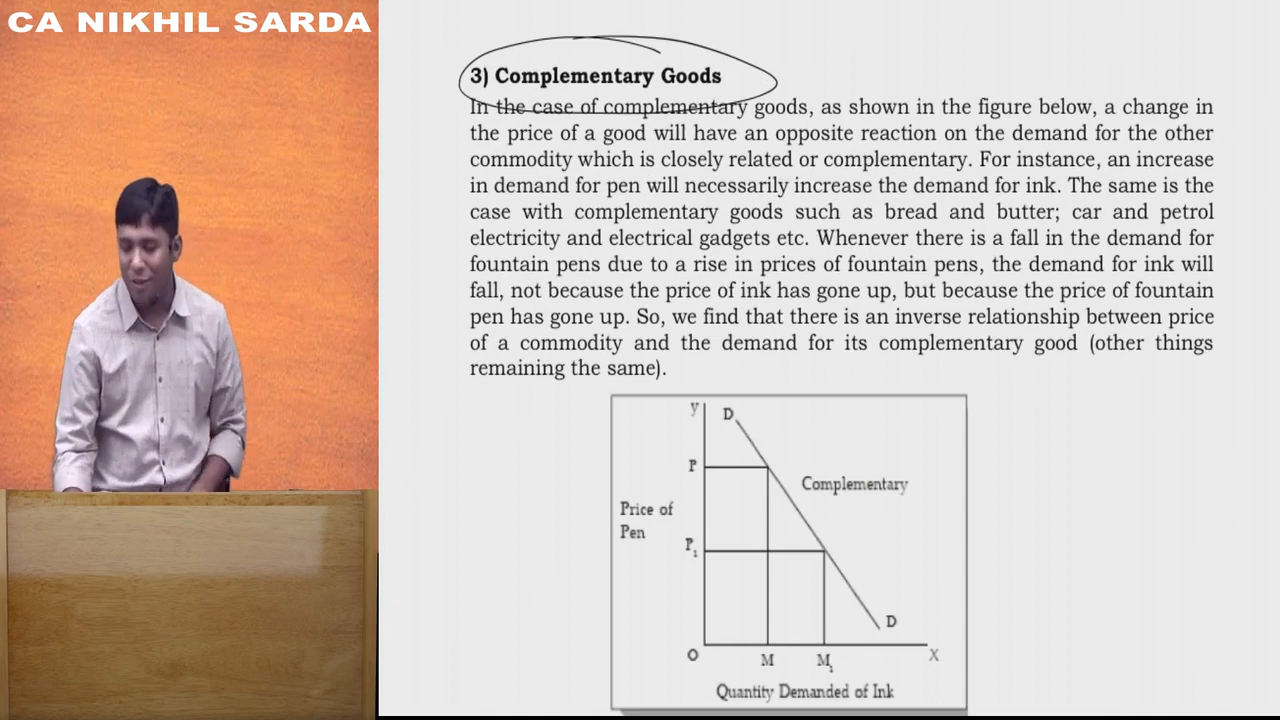 CA NIKHIL SARDA
3) Complementary Goods
In the case of complementary goods, as shown in the figure below, a change in
the price of a good will have an opposite reaction on the demand for the other
commodity which is closely related or complementary. For instance, an increase
in demand for pen will necessarily increase the demand for ink. The same is the
case with complementary goods such as bread and butter; car and petrol
electricity and electrical gadgets etc. Whenever there is a fall in the demand for
fountain pens due to a rise in prices of fountain pens, the demand for ink will
fall, not because the price of ink has gone up, but because the price of fountain
pen has gone up. So, we find that there is an inverse relationship between price
of a commodity and the demand for its complementary good (other things
remaining the same).
y
D
P
Complementary
Price of
Pen
P₁
D
O
M
M₁
X
Quantity Demanded of Ink